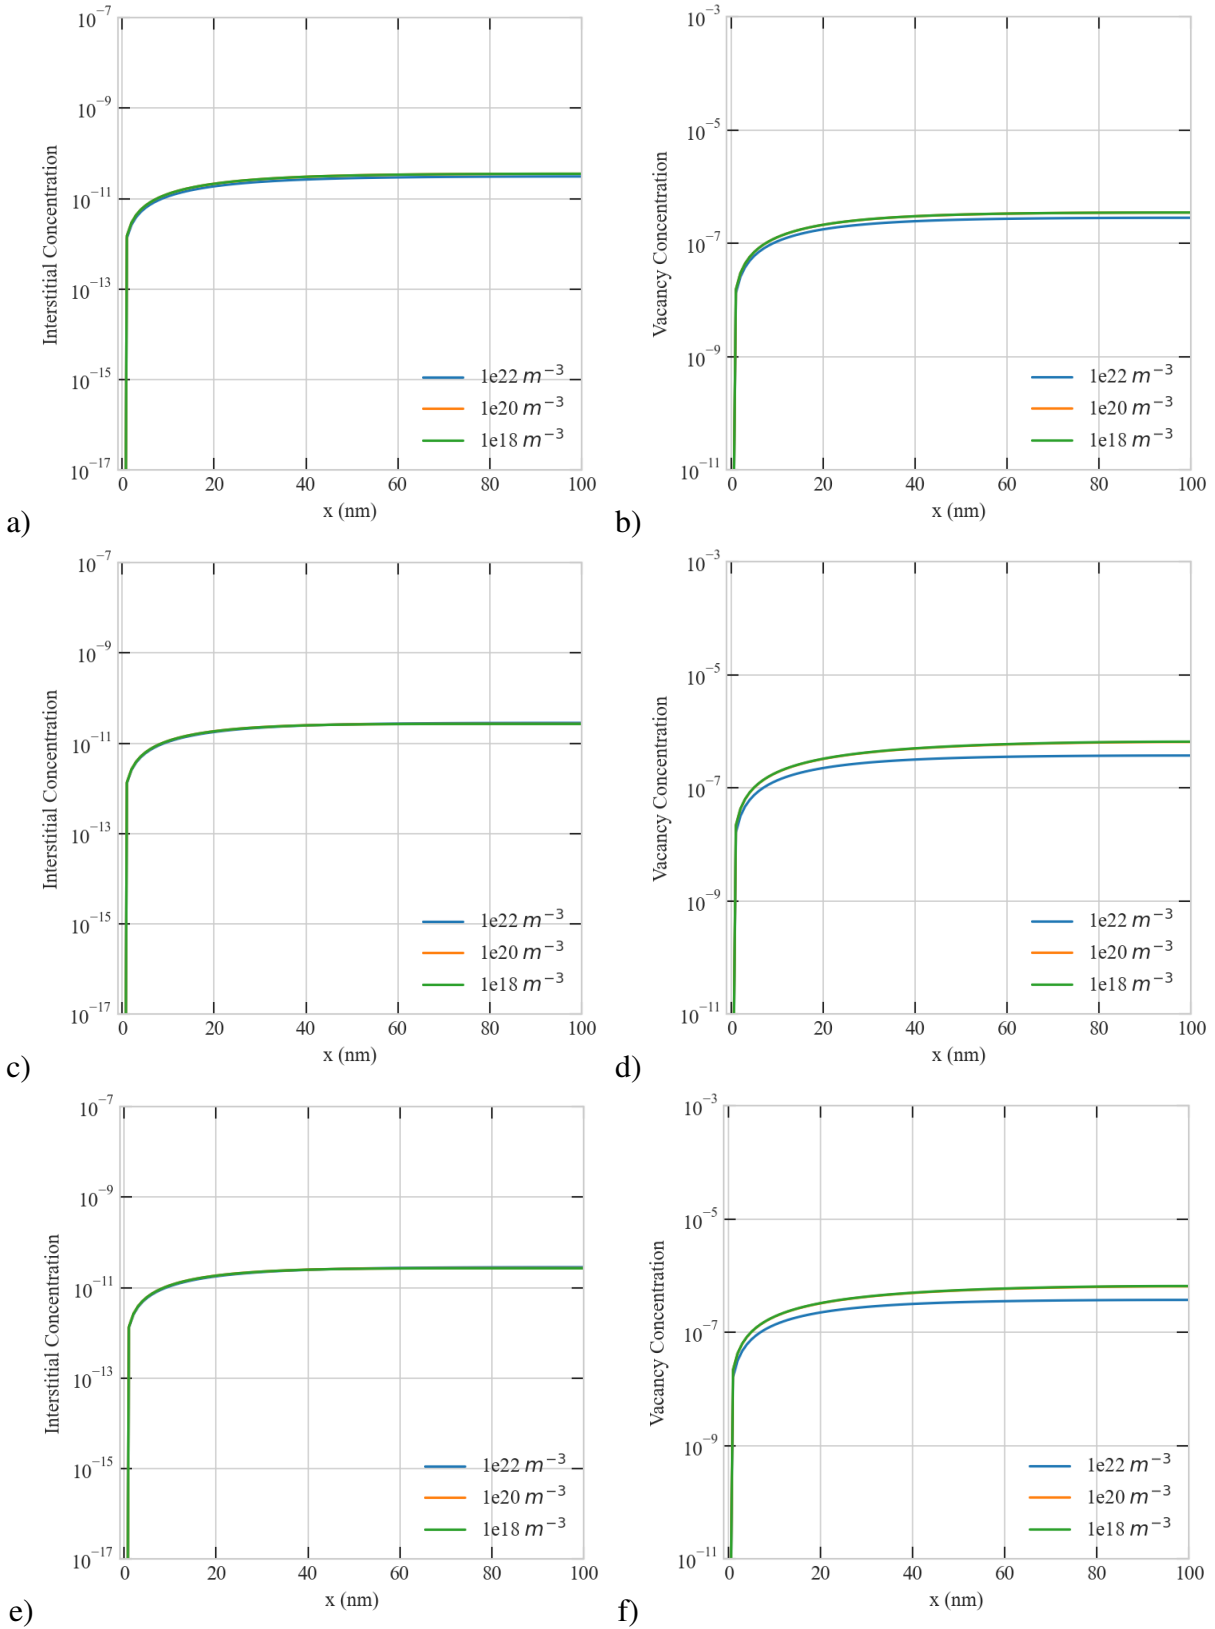 10⁻⁷
10⁻⁹
10⁻¹¹
10⁻¹³
10⁻¹⁵
10⁻¹⁷
Interstitial Concentration
1e22 m⁻³
1e20 m⁻³
1e18 m⁻³
0 20 40 60 80 100
x (nm)
a)
10⁻³
10⁻⁵
10⁻⁷
10⁻⁹
10⁻¹¹
Vacancy Concentration
1e22 m⁻³
1e20 m⁻³
1e18 m⁻³
0 20 40 60 80 100
x (nm)
b)
10⁻⁷
10⁻⁹
10⁻¹¹
10⁻¹³
10⁻¹⁵
10⁻¹⁷
Interstitial Concentration
1e22 m⁻³
1e20 m⁻³
1e18 m⁻³
0 20 40 60 80 100
x (nm)
c)
10⁻³
10⁻⁵
10⁻⁷
10⁻⁹
10⁻¹¹
Vacancy Concentration
1e22 m⁻³
1e20 m⁻³
1e18 m⁻³
0 20 40 60 80 100
x (nm)
d)
10⁻⁷
10⁻⁹
10⁻¹¹
10⁻¹³
10⁻¹⁵
10⁻¹⁷
Interstitial Concentration
1e22 m⁻³
1e20 m⁻³
1e18 m⁻³
0 20 40 60 80 100
x (nm)
e)
10⁻³
10⁻⁵
10⁻⁷
10⁻⁹
10⁻¹¹
Vacancy Concentration
1e22 m⁻³
1e20 m⁻³
1e18 m⁻³
0 20 40 60 80 100
x (nm)
f)